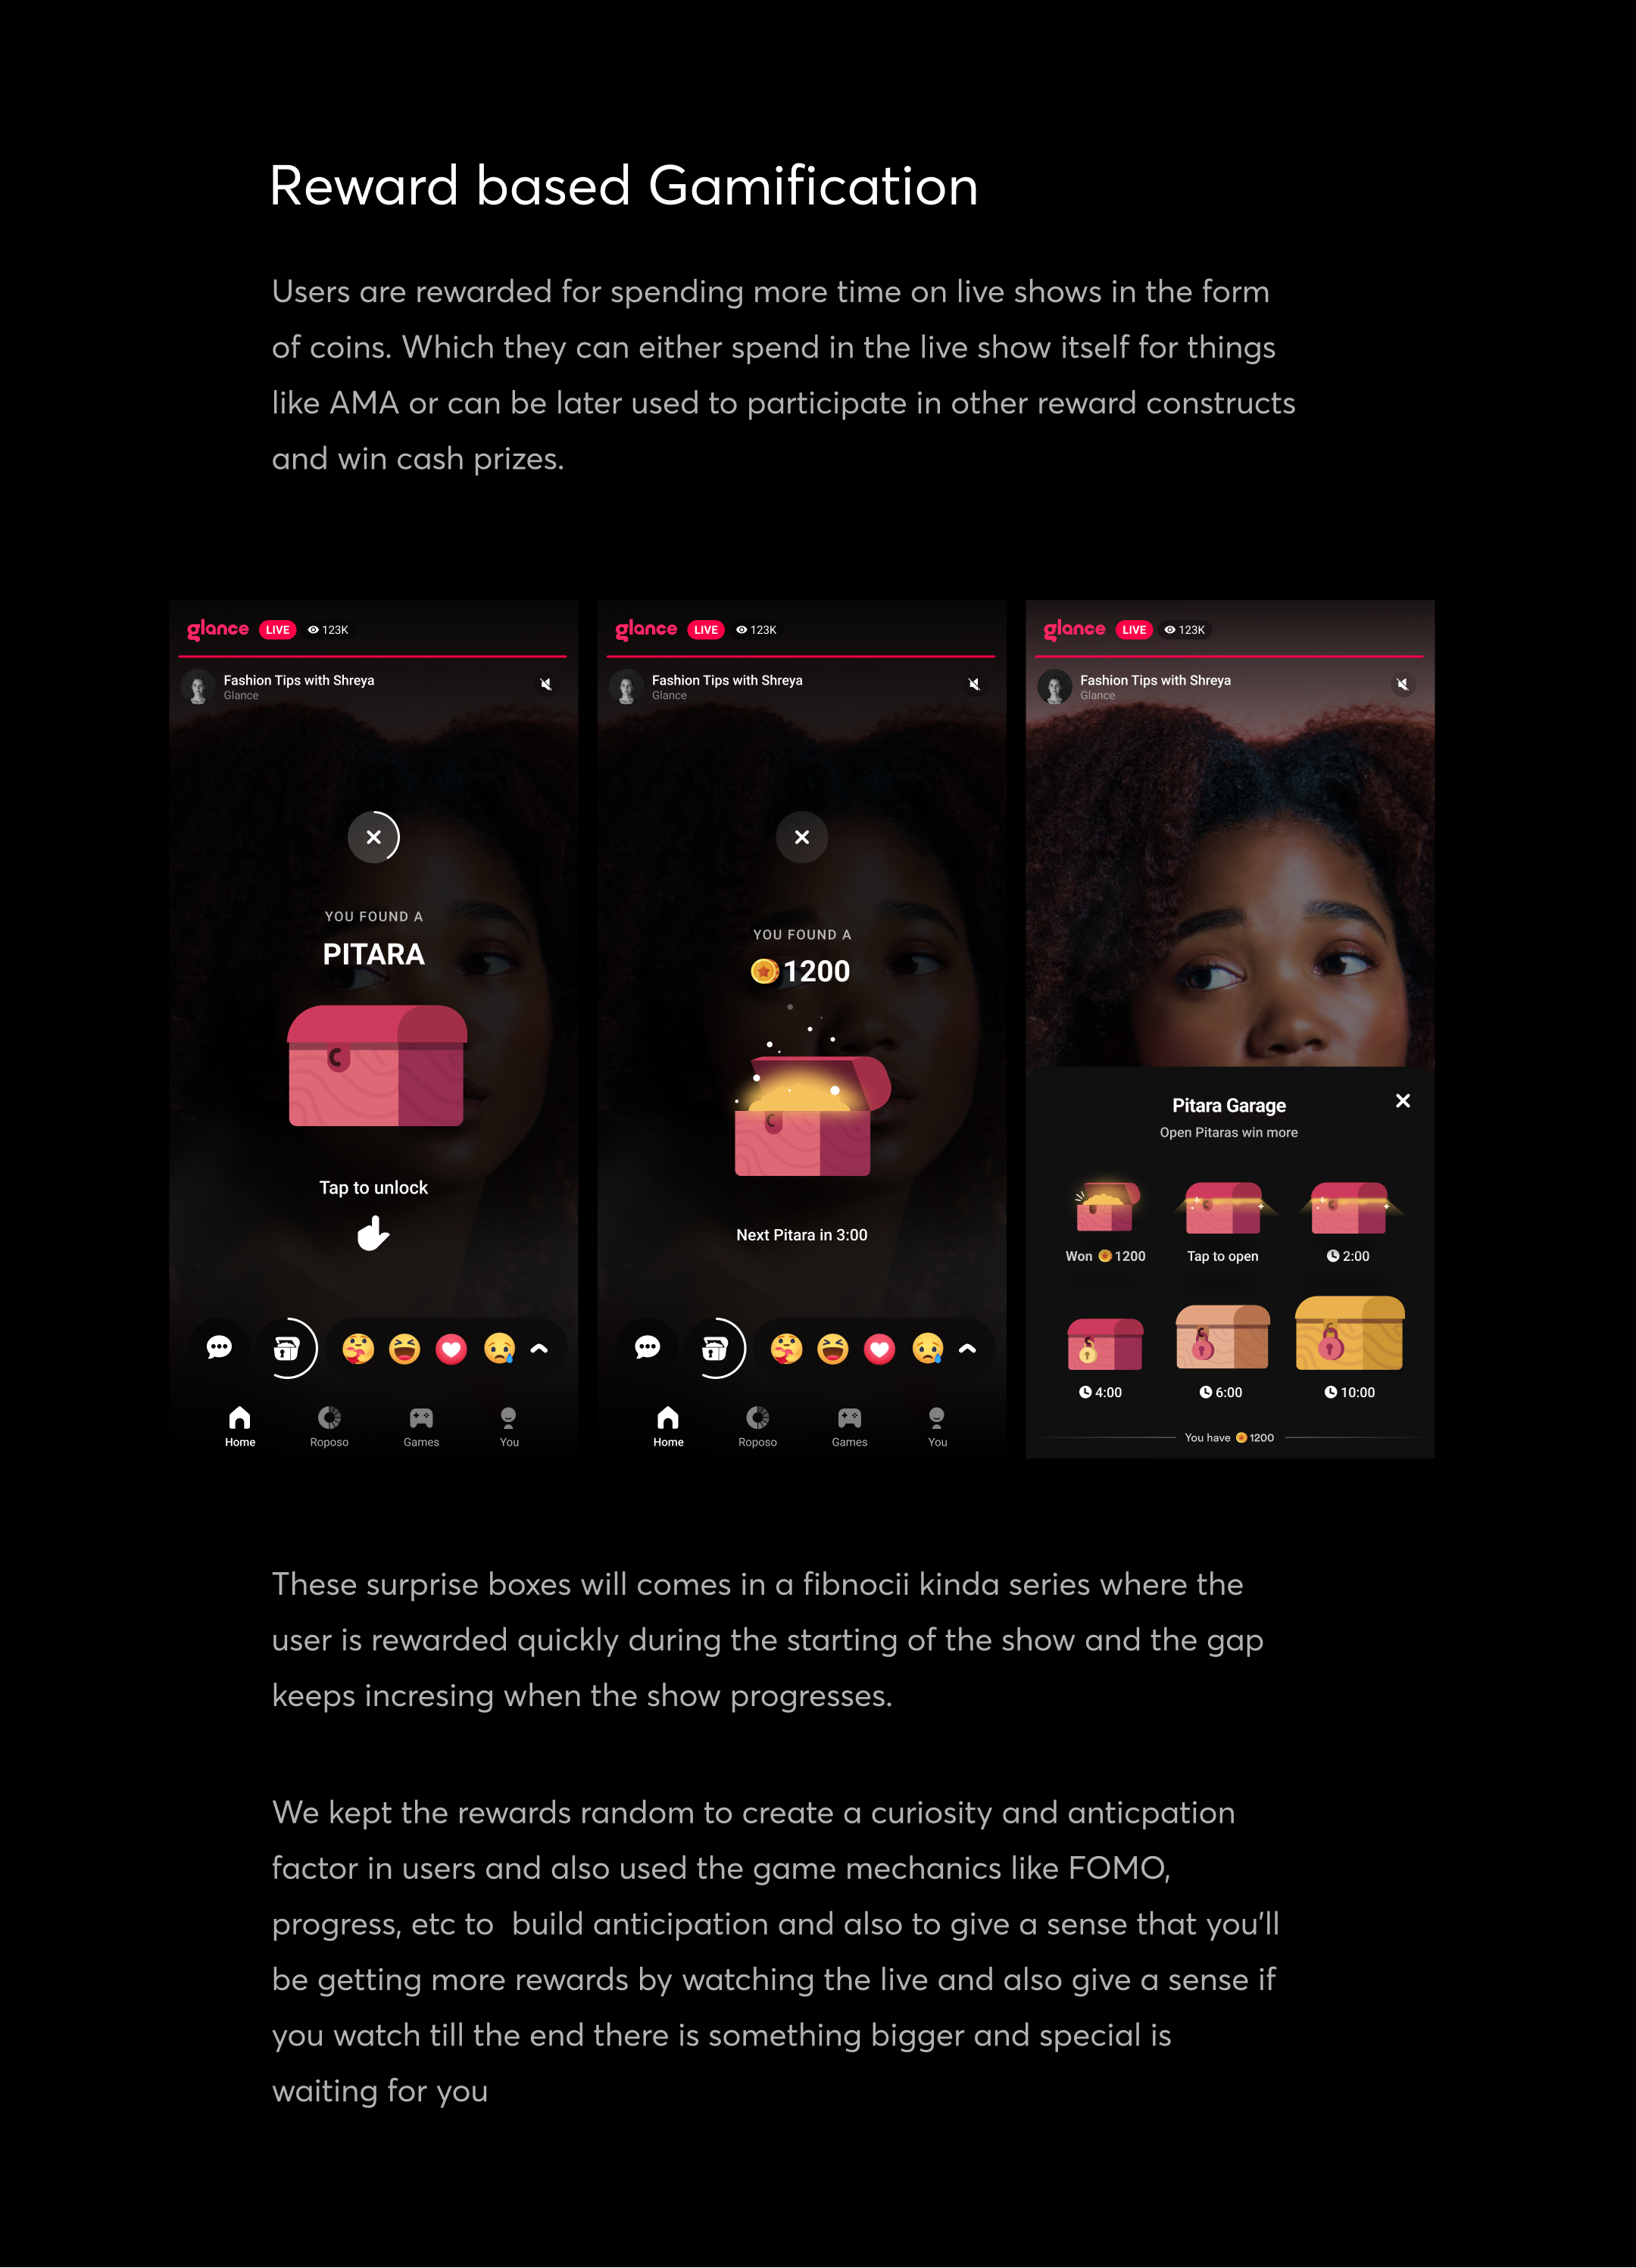 Reward based Gamification
Users are rewarded for spending more time on live shows in the form
of coins. Which they can either spend in the live show itself for things
like AMA or can be later used to participate in other reward constructs
and win cash prizes.
glance LIVE 123K
Fashion Tips with Shreya
Glance
YOU FOUND A
PITARA
Tap to unlock
Home Roposo Games You
glance LIVE 123K
Fashion Tips with Shreya
Glance
YOU FOUND A
1200
Next Pitara in 3:00
Home Roposo Games You
glance LIVE 123K
Fashion Tips with Shreya
Glance
Pitara Garage
Open Pitaras win more
Won 1200 Tap to open 2:00
4:00 6:00 10:00
You have 1200
These surprise boxes will comes in a fibnocii kinda series where the
user is rewarded quickly during the starting of the show and the gap
keeps incresing when the show progresses.
We kept the rewards random to create a curiosity and anticpation
factor in users and also used the game mechanics like FOMO,
progress, etc to  build anticipation and also to give a sense that you'll
be getting more rewards by watching the live and also give a sense if
you watch till the end there is something bigger and special is
waiting for you